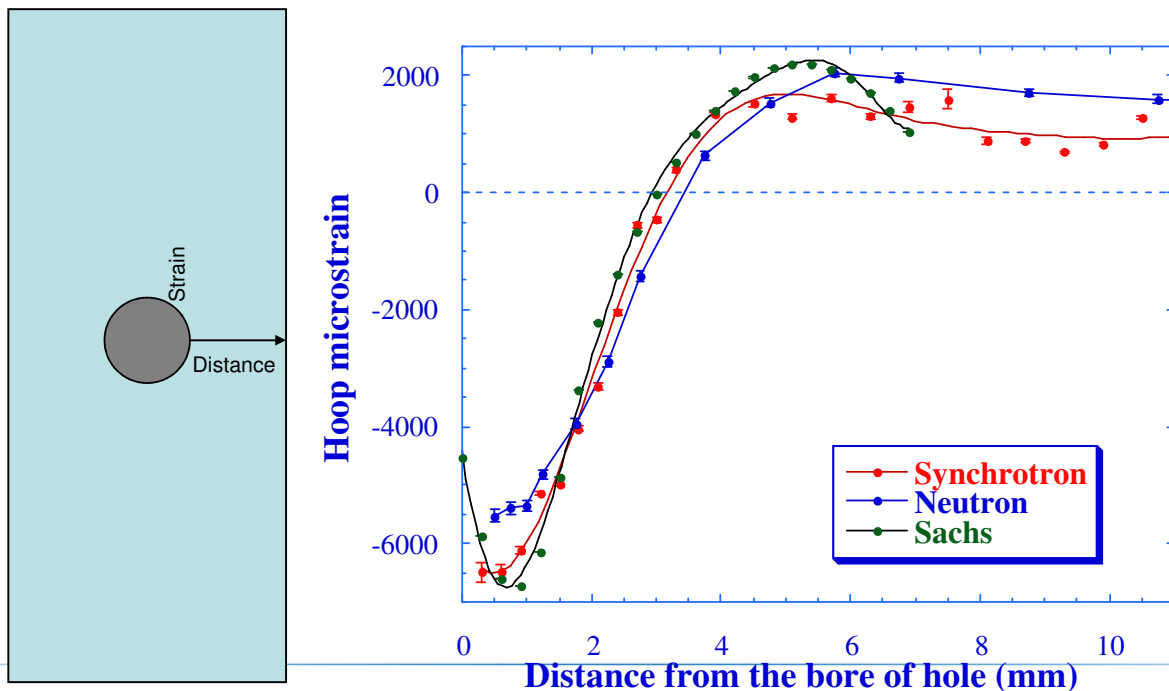 Strain
Distance
Hoop microstrain
2000
0
-2000
-4000
-6000
Synchrotron
Neutron
Sachs
0 2 4 6 8 10
Distance from the bore of hole (mm)